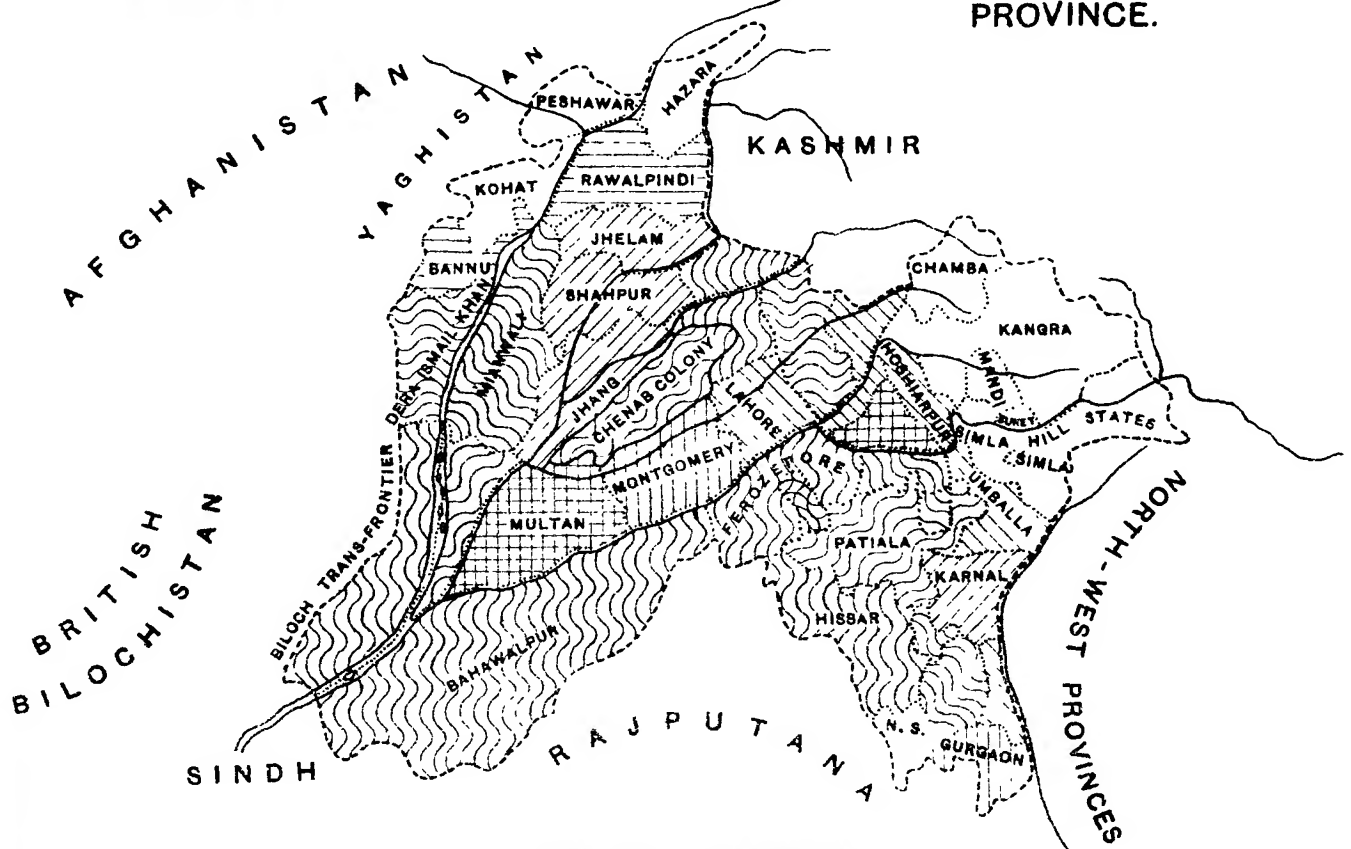 PROVINCE.
AFGHANISTAN
YAGHISTAN
PESHAWAR
HAZARA
KASHMIR
KOHAT
RAWALPINDI
JHELAM
BANNU
SHAHPUR
DERA ISMAIL KHAN
MIANWALI
CHAMBA
KANGRA
MANDI
SUKET
HOSHIARPUR
JHANG
CHENAB COLONY
LAHORE
SIMLA HILL STATES
SIMLA
MONTGOMERY
FEROZEPORE
UMBALLA
MULTAN
PATIALA
KARNAL
BILOCH TRANS-FRONTIER
HISSAR
BAHAWALPUR
N. S.
GURGAON
BRITISH
BILOCHISTAN
SINDH
RAJPUTANA
NORTH-WEST PROVINCES